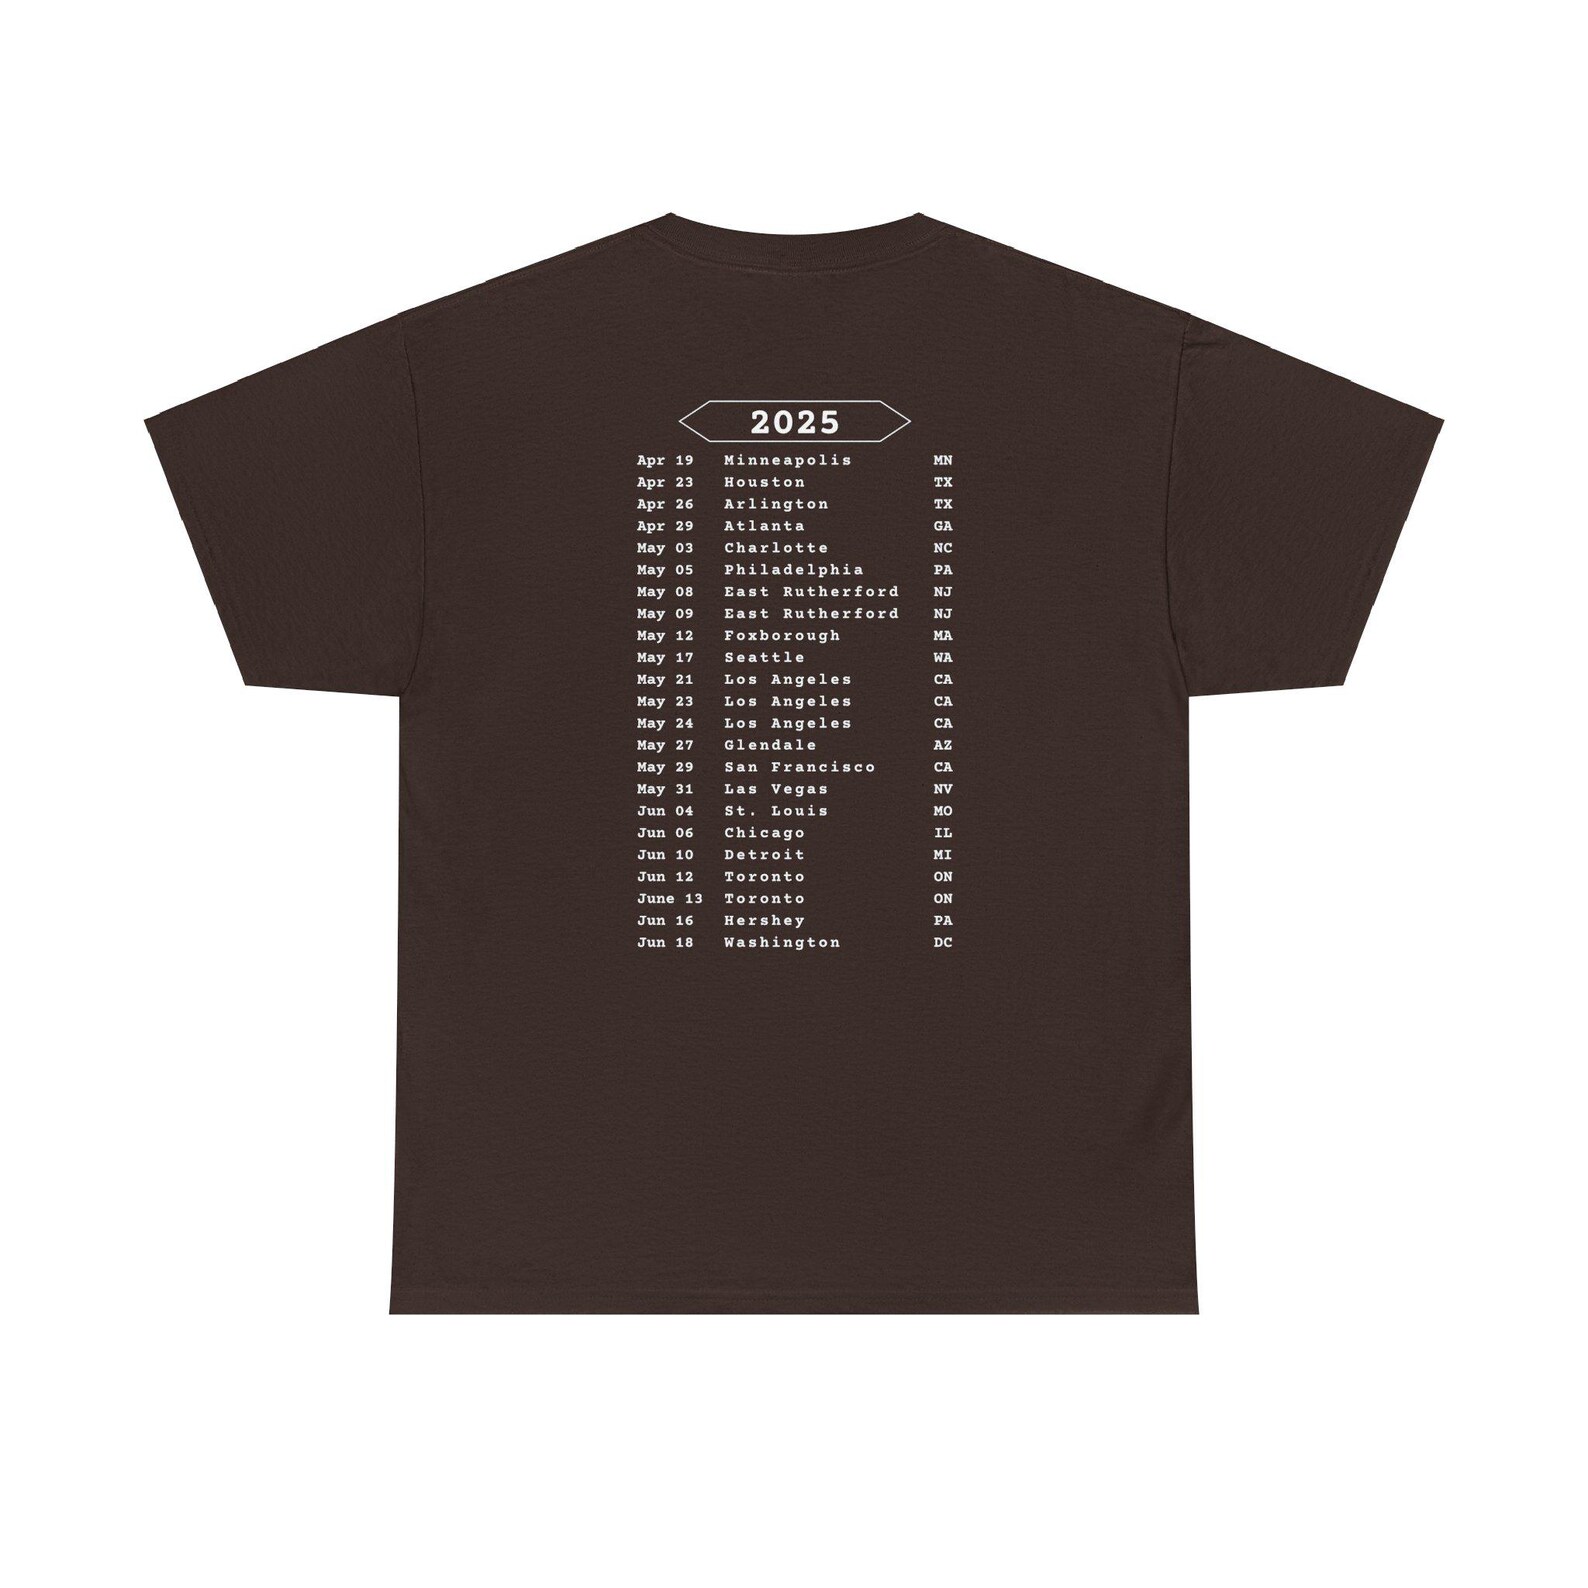 2025
Apr 19 Minneapolis MN
Apr 23 Houston TX
Apr 26 Arlington TX
Apr 29 Atlanta GA
May 03 Charlotte NC
May 05 Philadelphia PA
May 08 East Rutherford NJ
May 09 East Rutherford NJ
May 12 Foxborough MA
May 17 Seattle WA
May 21 Los Angeles CA
May 23 Los Angeles CA
May 24 Los Angeles CA
May 27 Glendale AZ
May 29 San Francisco CA
May 31 Las Vegas NV
Jun 04 St. Louis MO
Jun 06 Chicago IL
Jun 10 Detroit MI
Jun 12 Toronto ON
June 13 Toronto ON
Jun 16 Hershey PA
Jun 18 Washington DC